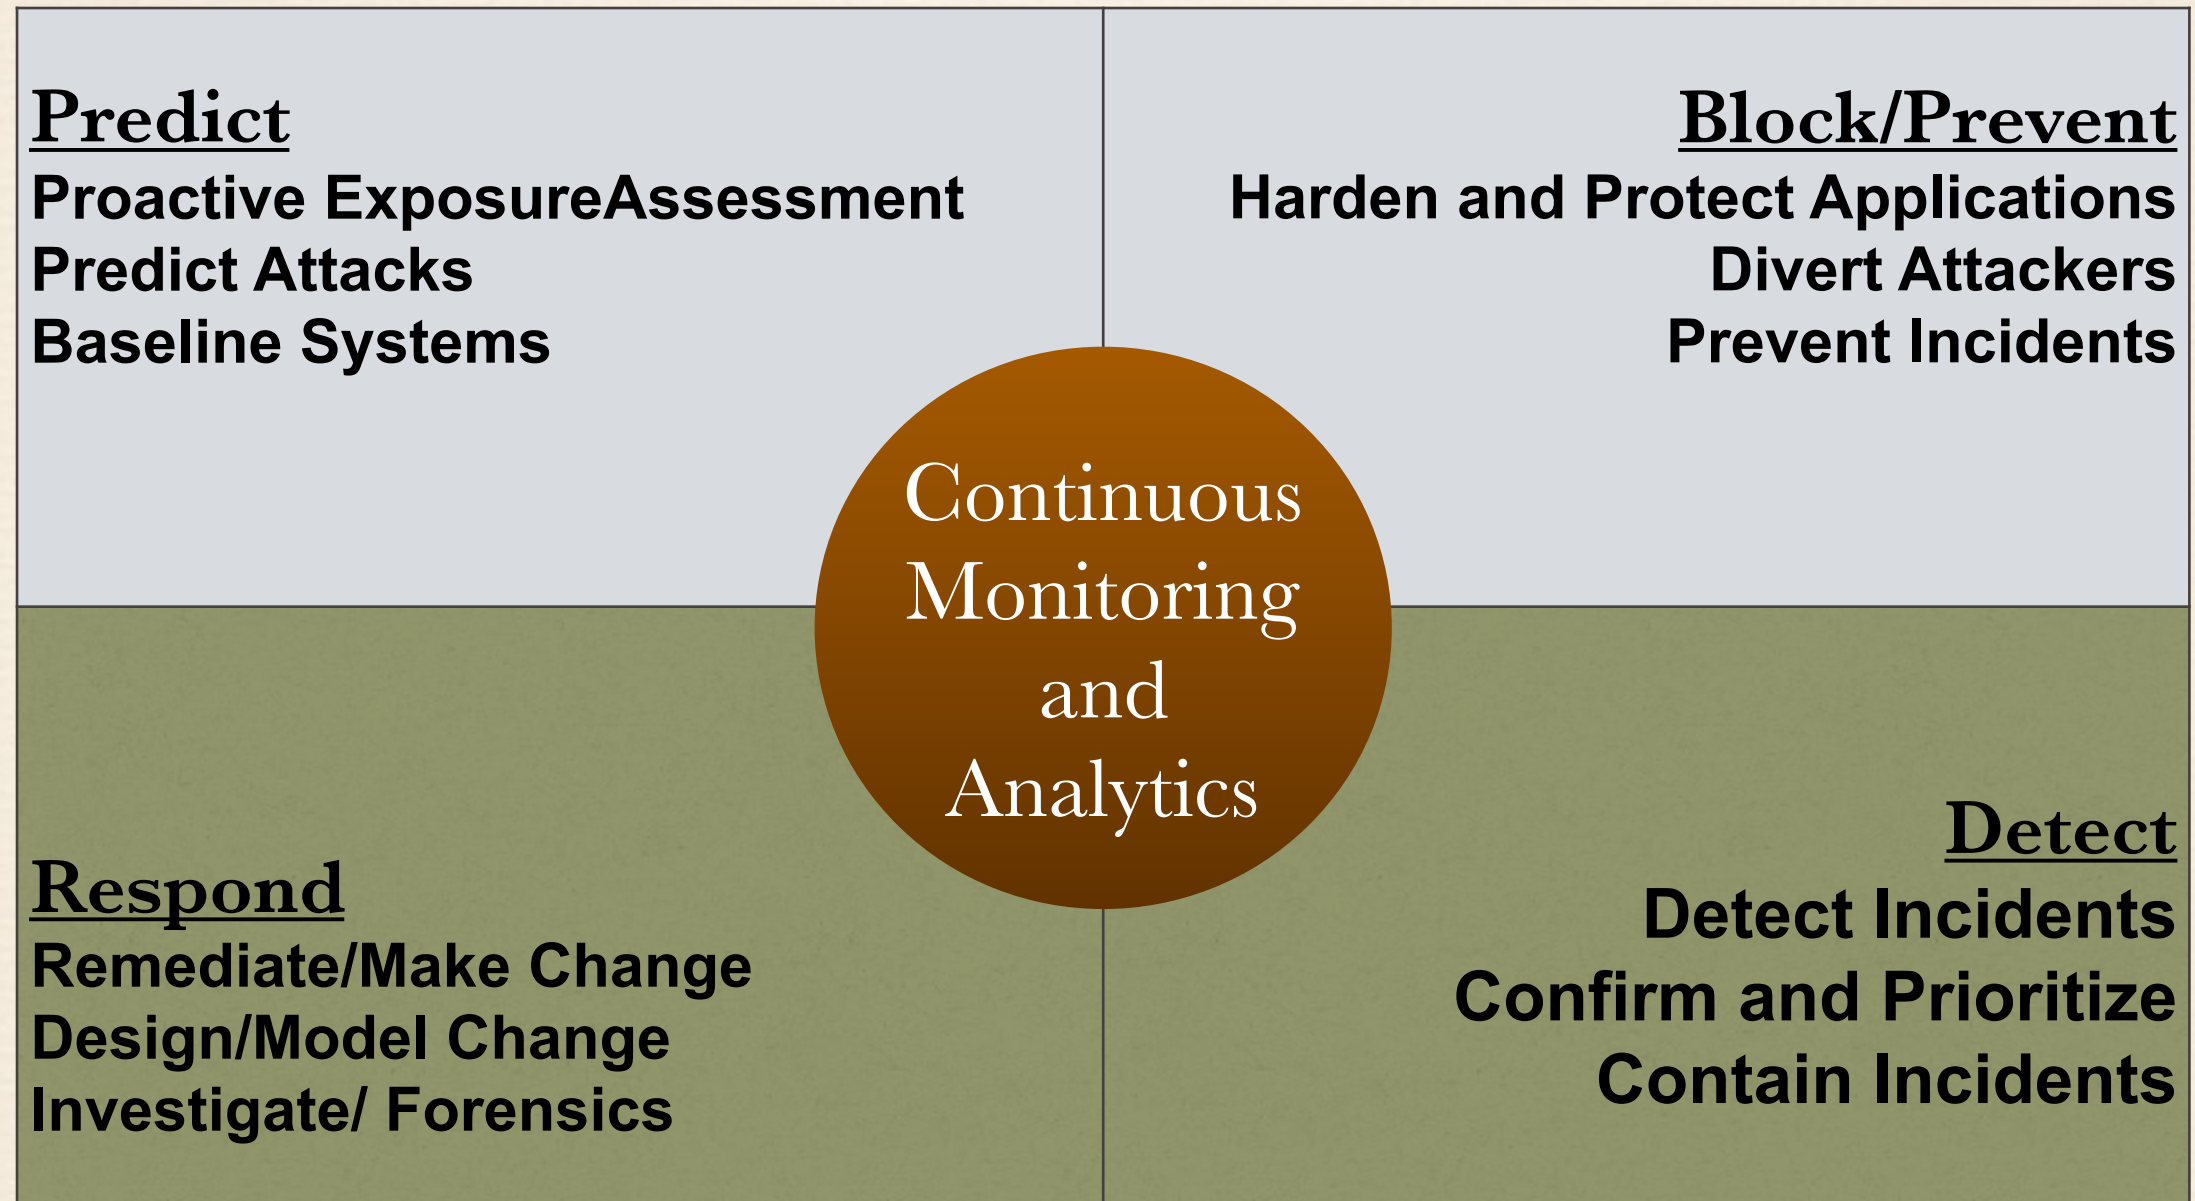 Predict
Proactive ExposureAssessment
Predict Attacks
Baseline Systems
Block/Prevent
Harden and Protect Applications
Divert Attackers
Prevent Incidents
Continuous
Monitoring
and
Analytics
Respond
Remediate/Make Change
Design/Model Change
Investigate/ Forensics
Detect
Detect Incidents
Confirm and Prioritize
Contain Incidents